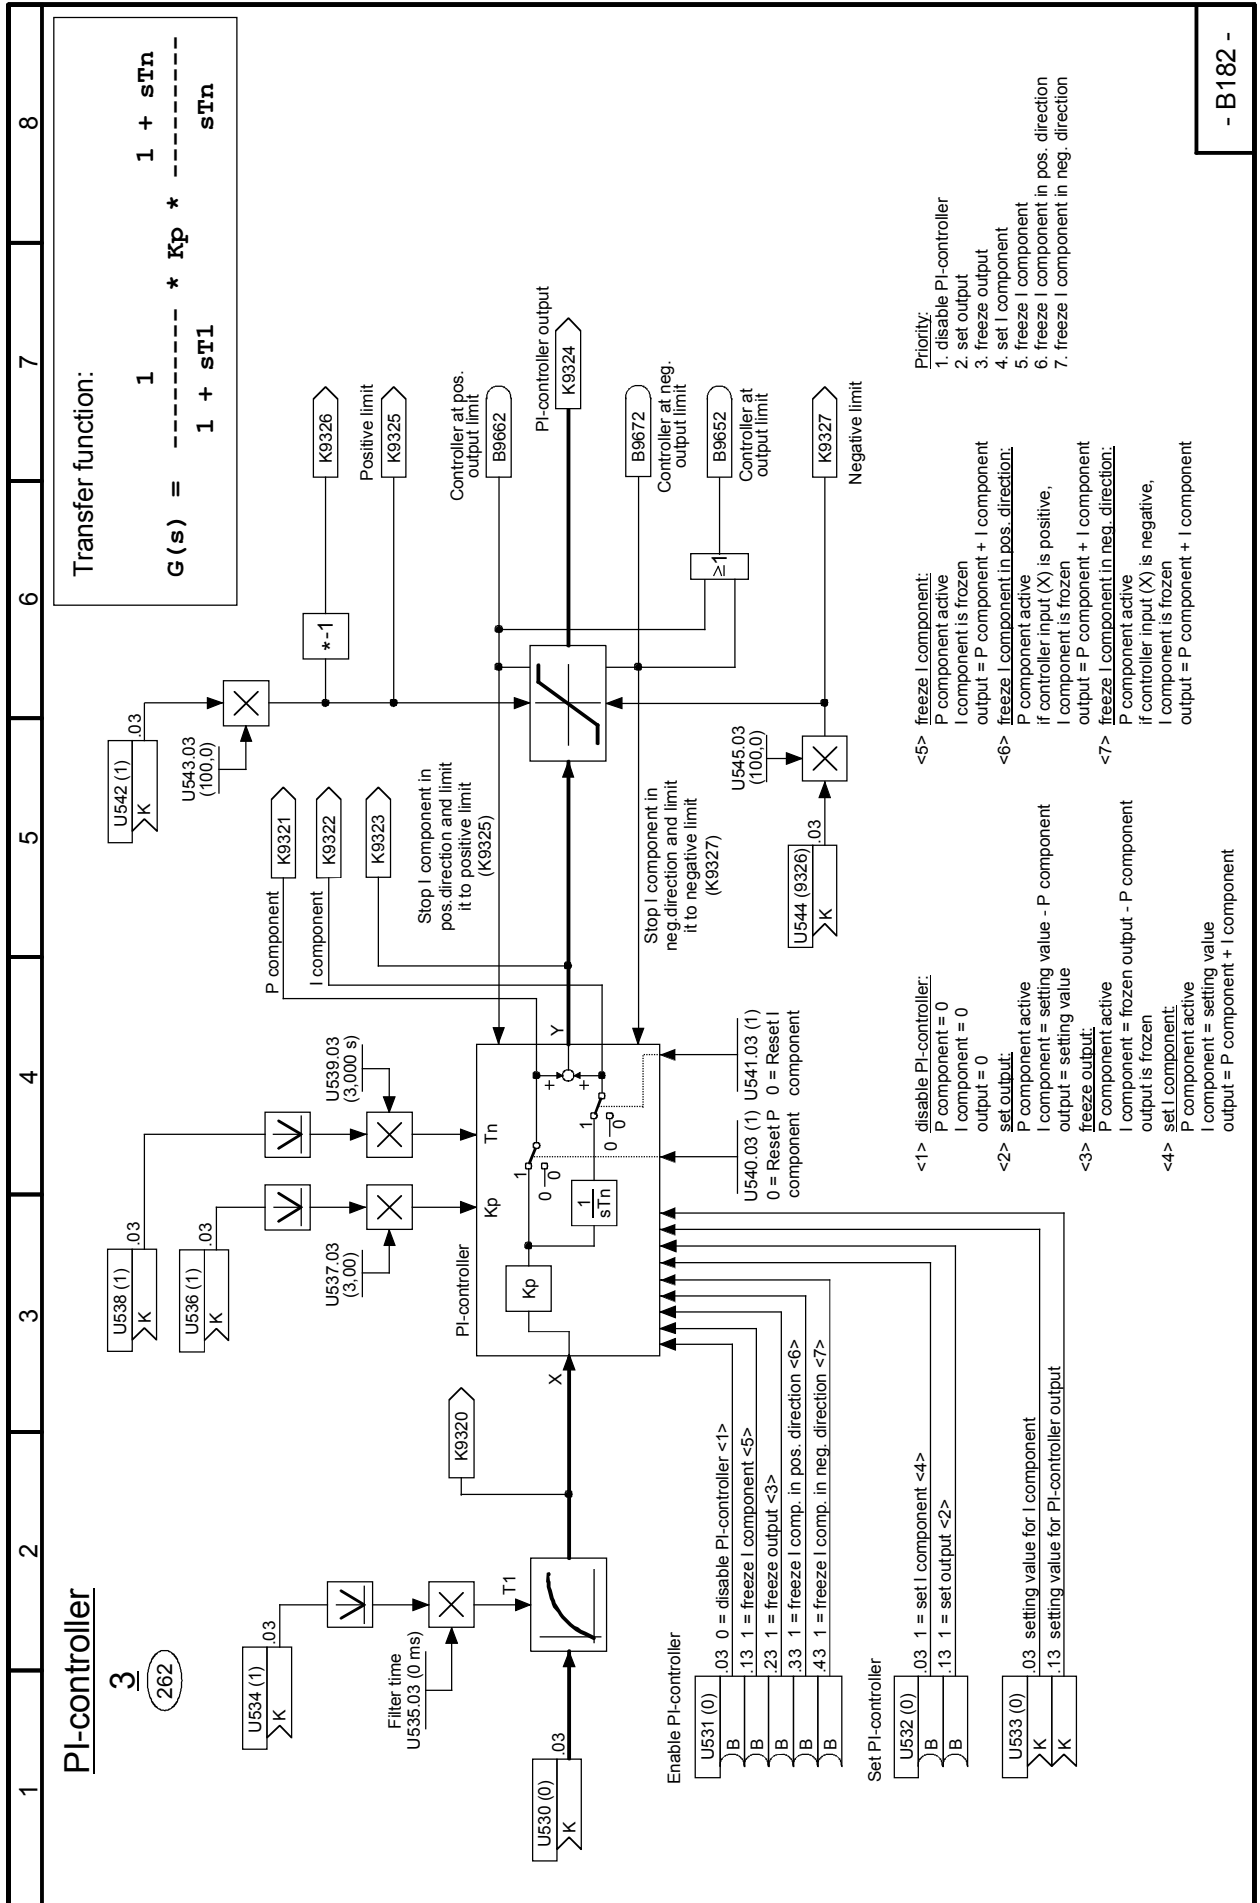 1 2 3 4 5 6 7 8
PI-controller
3
262
Transfer function:
1 1 + sTn
G(s) = -------- * Kp * ----------
1 + sT1 sTn
U534 (1)
K
.03
Filter time
U535.03 (0 ms)
T1
U530 (0)
K
.03
K9320
X
U538 (1)
K
.03
U536 (1)
K
.03
U537.03
(3,00)
U539.03
(3,000 s)
PI-controller
Kp
Tn
Kp
1
sTn
1
0
0
1
0
0
+
+
Y
U540.03 (1)
0 = Reset P
component
U541.03 (1)
0 = Reset I
component
P component
K9321
I component
K9322
K9323
Stop I component in
pos.direction and limit
it to positive limit
(K9325)
Stop I component in
neg.direction and limit
it to negative limit
(K9327)
U542 (1)
K
.03
U543.03
(100,0)
U544 (9326)
K
.03
U545.03
(100,0)
*-1
K9326
Positive limit
K9325
Controller at pos.
output limit
B9662
PI-controller output
K9324
B9672
Controller at neg.
output limit
≥1
B9652
Controller at
output limit
K9327
Negative limit
Enable PI-controller
U531 (0)
B .03 0 = disable PI-controller <1>
B .13 1 = freeze I component <5>
B .23 1 = freeze output <3>
B .33 1 = freeze I comp. in pos. direction <6>
B .43 1 = freeze I comp. in neg. direction <7>
Set PI-controller
U532 (0)
B .03 1 = set I component <4>
B .13 1 = set output <2>
U533 (0)
K .03 setting value for I component
K .13 setting value for PI-controller output
<1> disable PI-controller:
P component = 0
I component = 0
output = 0
<2> set output:
P component active
I component = setting value - P component
output = setting value
<3> freeze output:
P component active
I component = frozen output - P component
output is frozen
<4> set I component:
P component active
I component = setting value
output = P component + I component
<5> freeze I component:
P component active
I component is frozen
output = P component + I component
<6> freeze I component in pos. direction:
P component active
if controller input (X) is positive,
I component is frozen
output = P component + I component
<7> freeze I component in neg. direction:
P component active
if controller input (X) is negative,
I component is frozen
output = P component + I component
Priority:
1. disable PI-controller
2. set output
3. freeze output
4. set I component
5. freeze I component
6. freeze I component in pos. direction
7. freeze I component in neg. direction
- B182 -